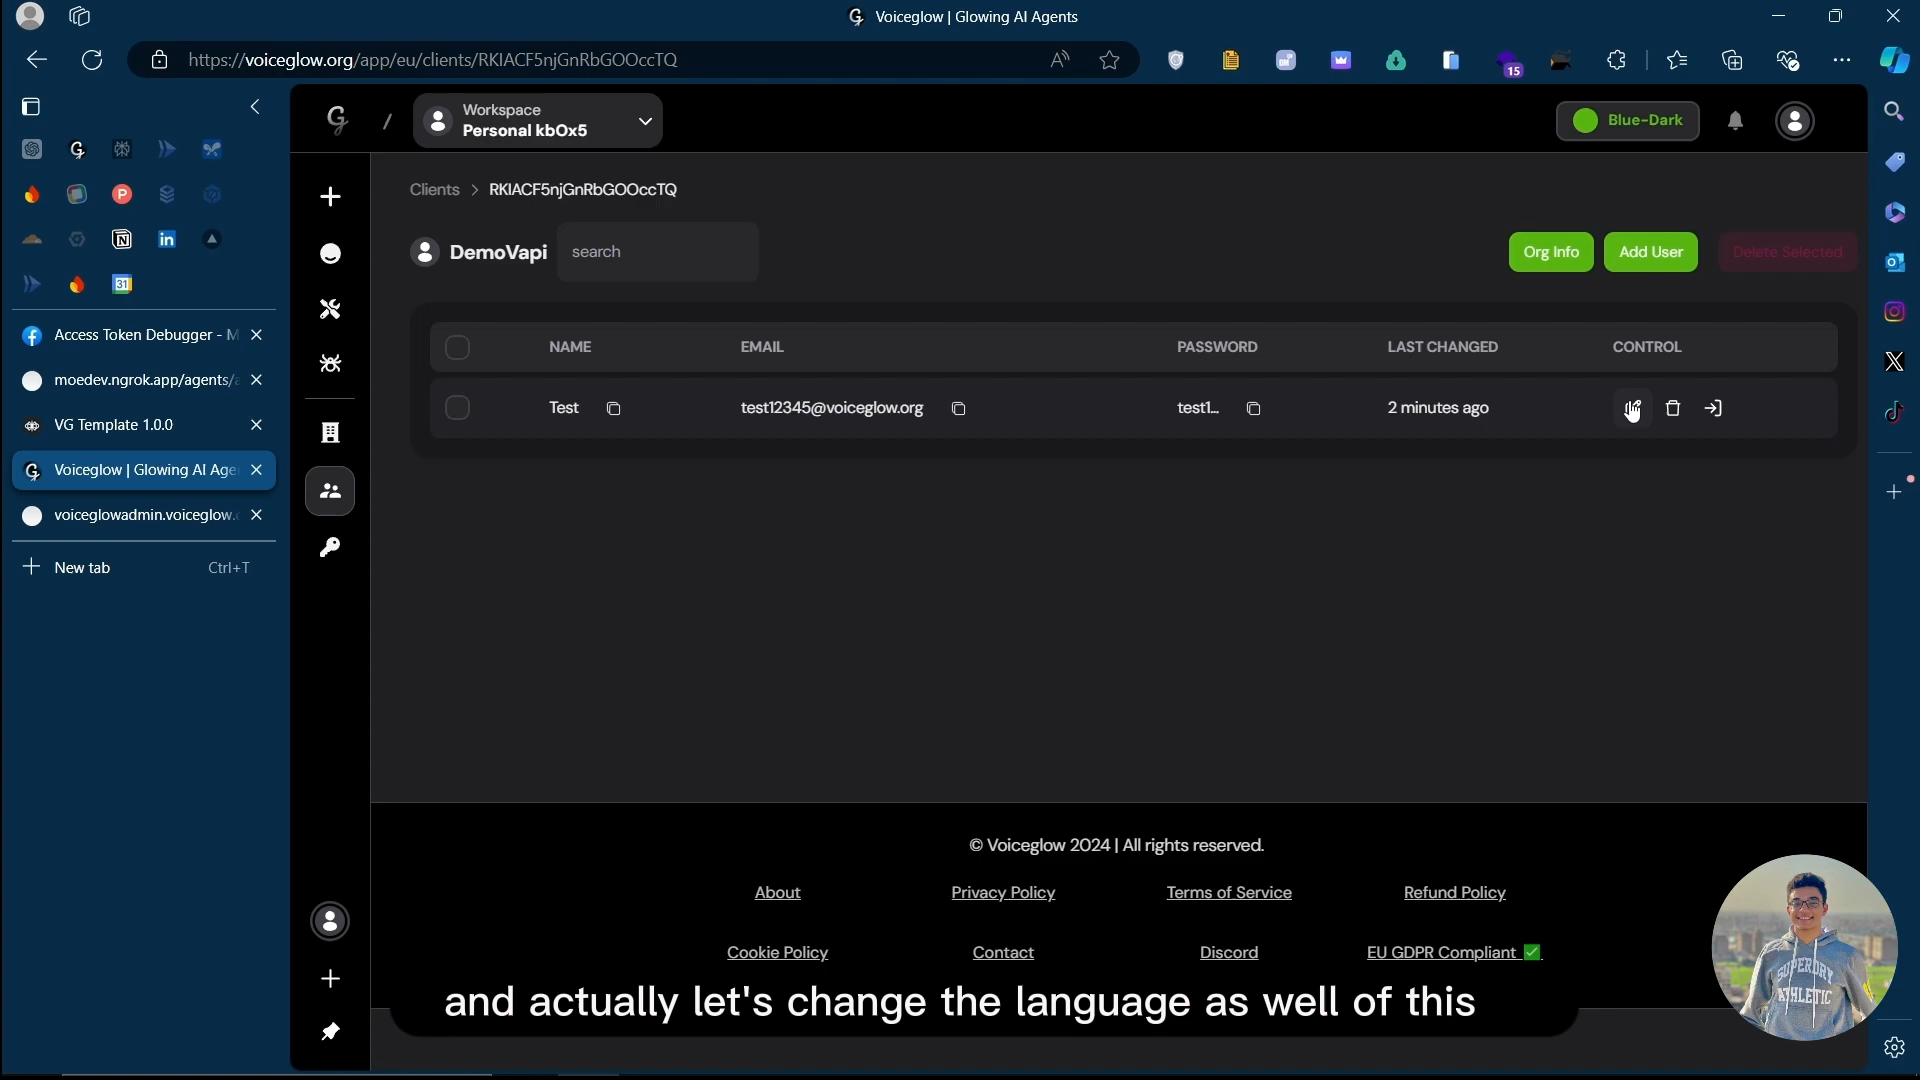 Voiceglow | Glowing AI Agents
https://voiceglow.org/app/eu/clients/RKIACF5njGnRbGOOccTQ
15
Workspace
Personal kbOx5
Blue-Dark
Clients > RKIACF5njGnRbGOOccTQ
DemoVapi
search
Org Info
Add User
Delete Selected
31
Access Token Debugger - M
moedev.ngrok.app/agents/a
VG Template 1.0.0
Voiceglow | Glowing AI Age
voiceglowadmin.voiceglow.
New tab
Ctrl+T
NAME
EMAIL
PASSWORD
LAST CHANGED
CONTROL
Test
test12345@voiceglow.org
test1...
2 minutes ago
© Voiceglow 2024 | All rights reserved.
About
Privacy Policy
Terms of Service
Refund Policy
Cookie Policy
Contact
Discord
EU GDPR Compliant
and actually let's change the language as well of this
SUPERDRY
ATHLETIC